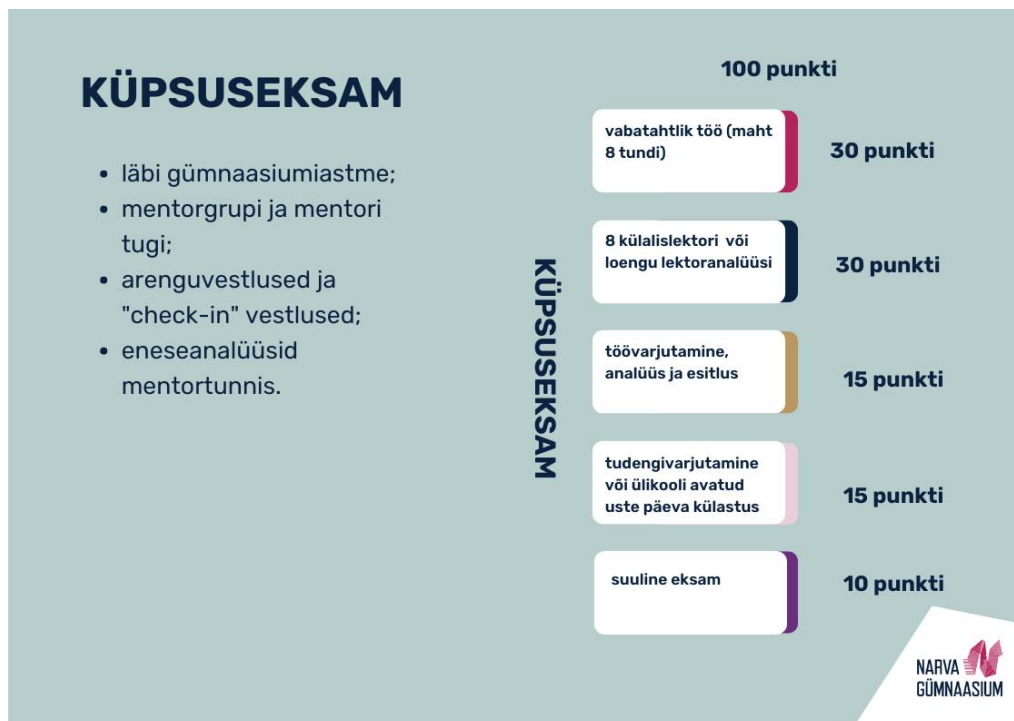 KÜPSUSEKSAM
• läbi gümnaasiumiastme;
• mentorgrupi ja mentori
tugi;
• arenguvestlused ja
"check-in" vestlused;
• eneseanalüüsid
mentortunnis.
KÜPSUSEKSAM
100 punkti
vabatahtlik töö (maht
8 tundi)
30 punkti
8 külalislektori või
loengu lektoranalüüsi
30 punkti
töövarjutamine,
analüüs ja esitlus
15 punkti
tudengivarjutamine
või ülikooli avatud
uste päeva külastus
15 punkti
suuline eksam
10 punkti
NARVA
GÜMNAASIUM